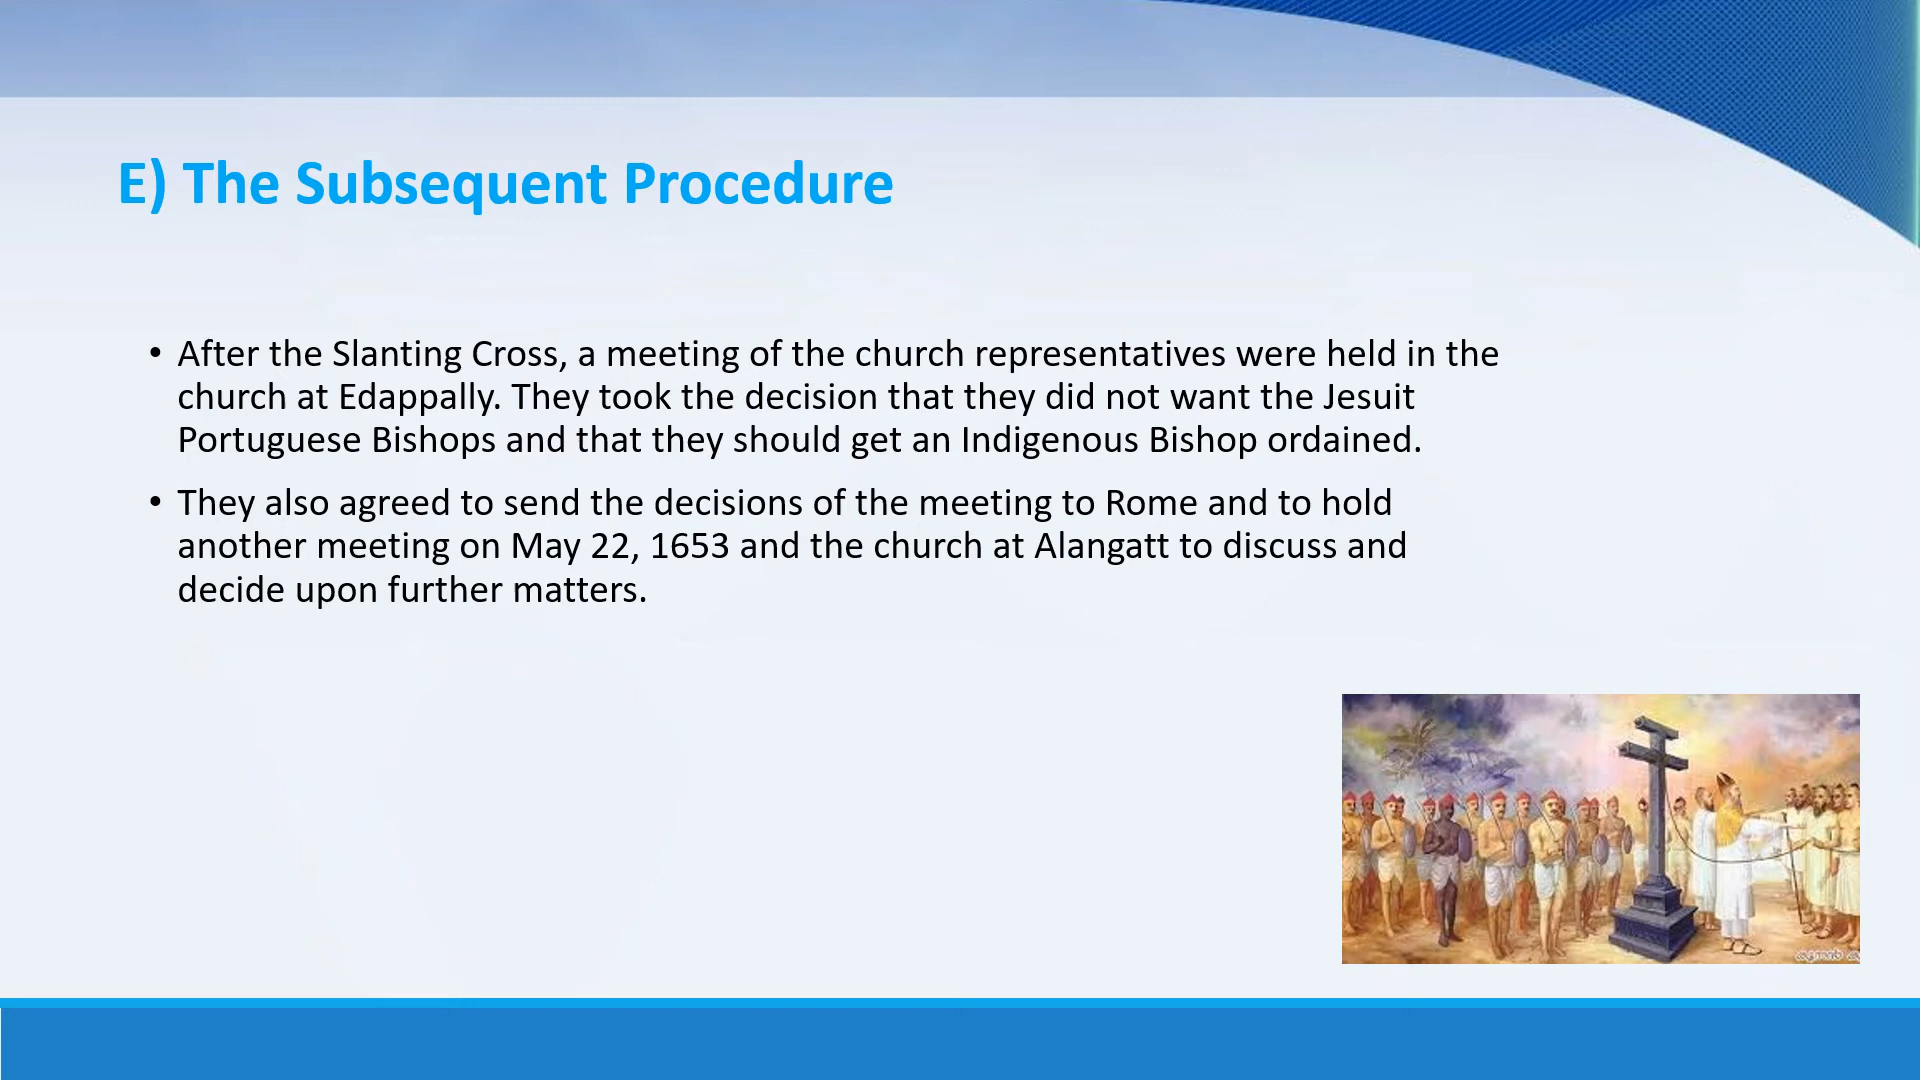 E) The Subsequent Procedure
• After the Slanting Cross, a meeting of the church representatives were held in the
church at Edappally. They took the decision that they did not want the Jesuit
Portuguese Bishops and that they should get an Indigenous Bishop ordained.
• They also agreed to send the decisions of the meeting to Rome and to hold
another meeting on May 22, 1653 and the church at Alangatt to discuss and
decide upon further matters.